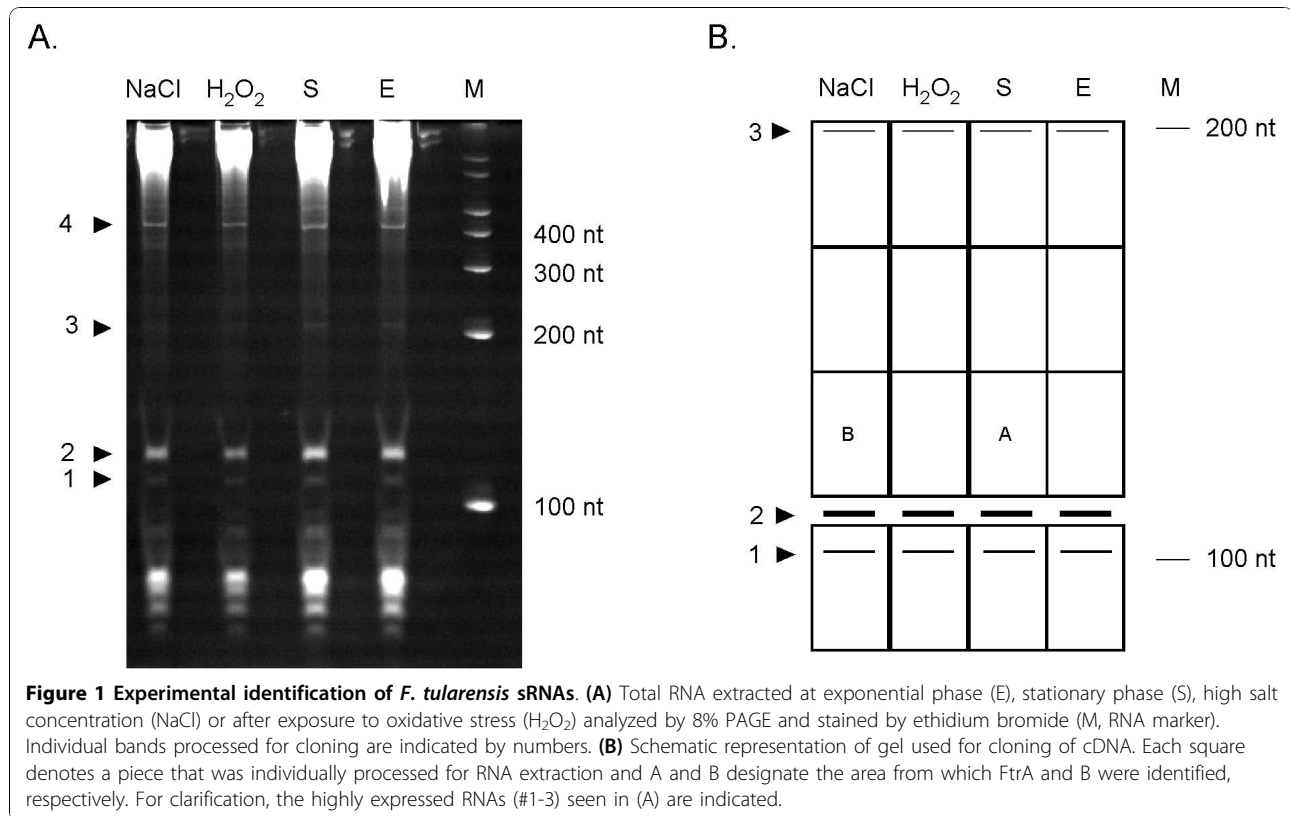 A.
NaCl H₂O₂ S E M
4 ►
400 nt
300 nt
3 ►
200 nt
2 ►
1 ►
100 nt
B.
NaCl H₂O₂ S E M
3 ► 200 nt
B A
2 ►
1 ► 100 nt
Figure 1 Experimental identification of F. tularensis sRNAs. (A) Total RNA extracted at exponential phase (E), stationary phase (S), high salt
concentration (NaCl) or after exposure to oxidative stress (H₂O₂) analyzed by 8% PAGE and stained by ethidium bromide (M, RNA marker).
Individual bands processed for cloning are indicated by numbers. (B) Schematic representation of gel used for cloning of cDNA. Each square
denotes a piece that was individually processed for RNA extraction and A and B designate the area from which FtrA and B were identified,
respectively. For clarification, the highly expressed RNAs (#1-3) seen in (A) are indicated.